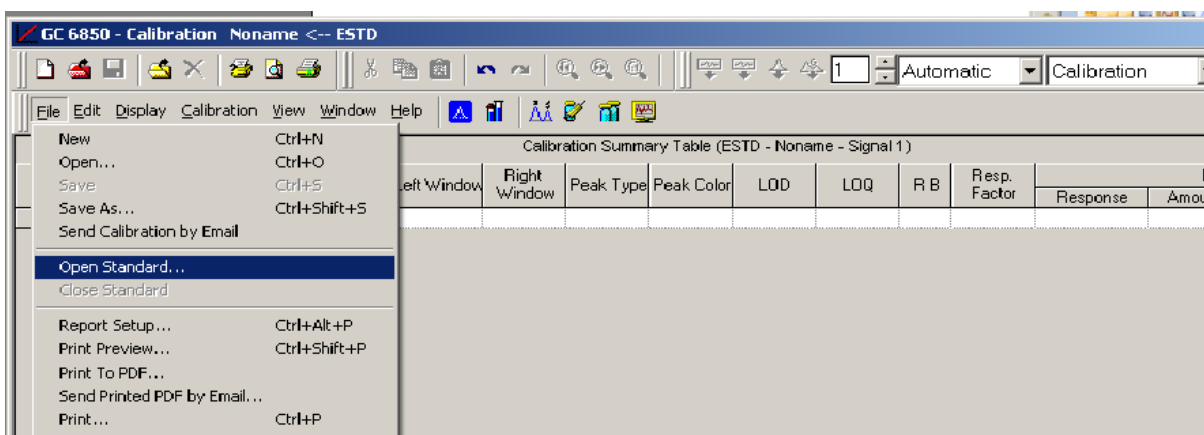 GC 6850 - Calibration Noname <-- ESTD
1 Automatic Calibration
File Edit Display Calibration View Window Help
New Ctrl+N
Open... Ctrl+O
Save Ctrl+S
Save As... Ctrl+Shift+S
Send Calibration by Email
Open Standard...
Close Standard
Report Setup... Ctrl+Alt+P
Print Preview... Ctrl+Shift+P
Print To PDF...
Send Printed PDF by Email...
Print... Ctrl+P
Calibration Summary Table (ESTD - Noname - Signal 1)
Left Window Right Window Peak Type Peak Color LOD LOQ R B Resp. Factor
Response